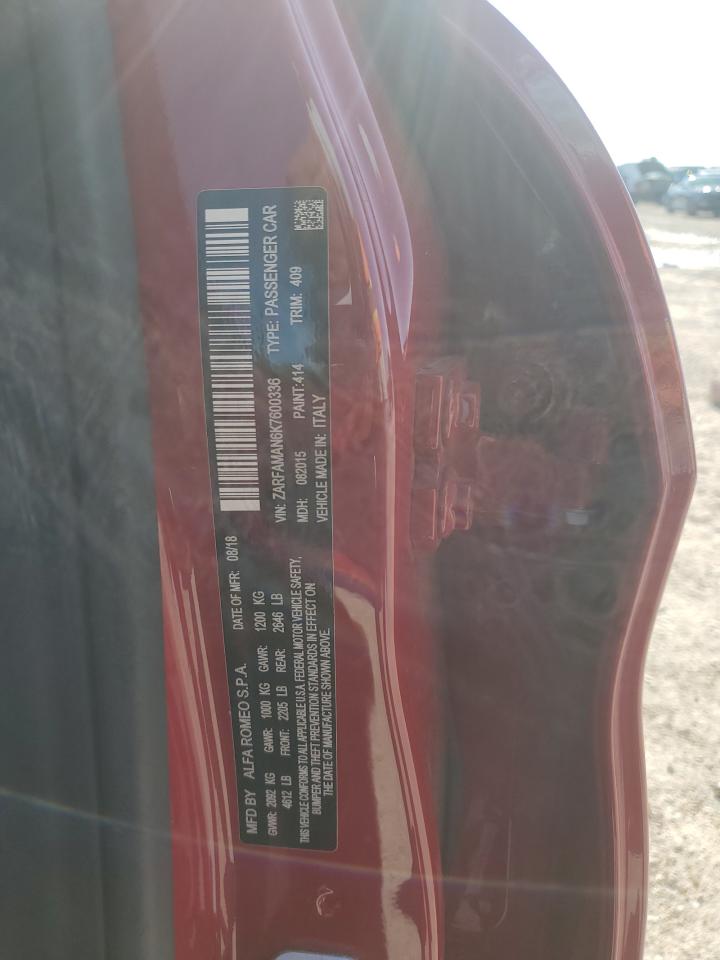 MFD BY ALFA ROMEO S.P.A. DATE OF MFR: 08/18
GVWR: 2092 KG GAWR: 1000 KG GAWR: 1200 KG
4612 LB FRONT: 2205 LB REAR: 2646 LB
THIS VEHICLE CONFORMS TO ALL APPLICABLE U.S.A. FEDERAL MOTOR VEHICLE SAFETY,
BUMPER AND THEFT PREVENTION STANDARDS IN EFFECT ON
THE DATE OF MANUFACTURE SHOWN ABOVE.
VIN: ZARFAMAN6K7600336 TYPE: PASSENGER CAR
MDH: 082015 PAINT:414 TRIM: 409
VEHICLE MADE IN: ITALY